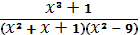 x³ + 1
(x² + x + 1)(x² − 9)